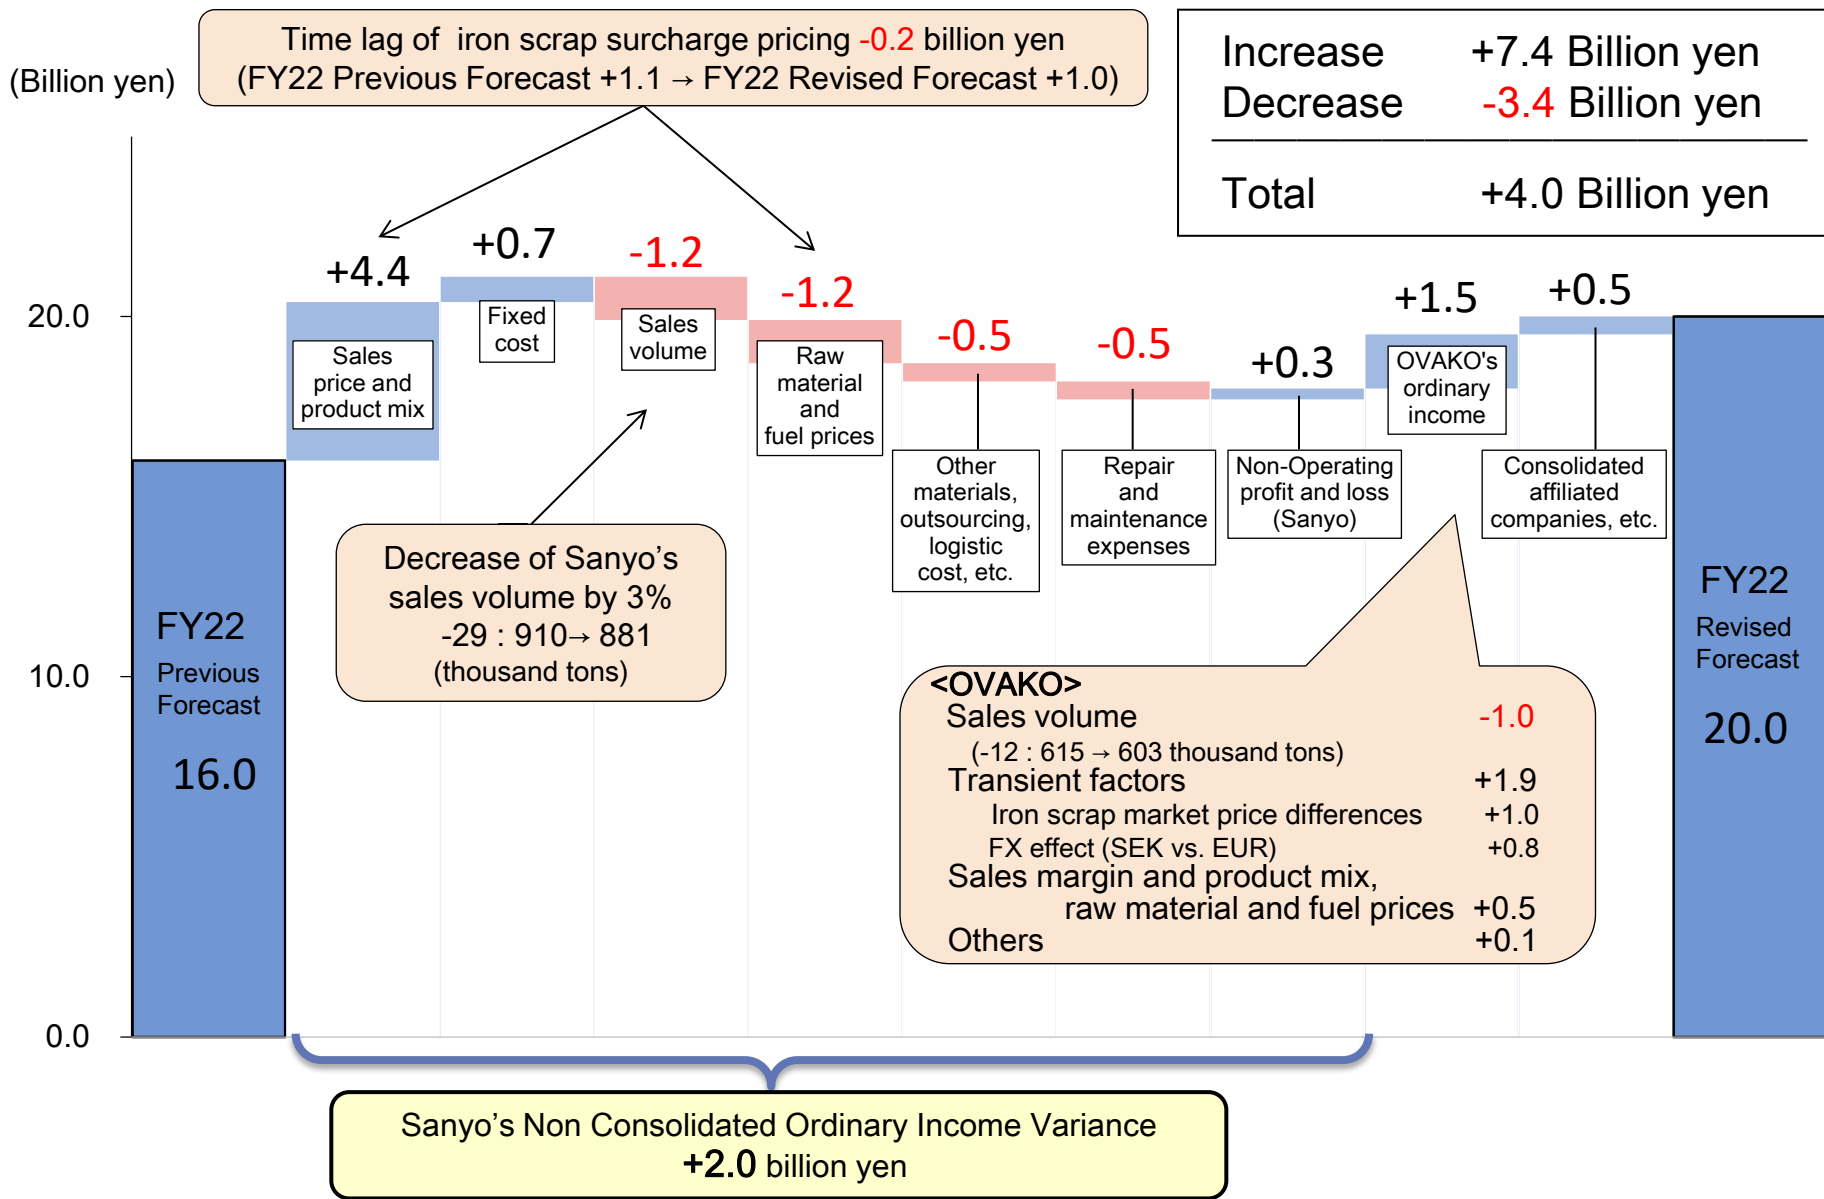 Time lag of iron scrap surcharge pricing -0.2 billion yen
(FY22 Previous Forecast +1.1 → FY22 Revised Forecast +1.0)
(Billion yen)
Increase +7.4 Billion yen
Decrease -3.4 Billion yen
Total +4.0 Billion yen
20.0
10.0
0.0
FY22
Previous
Forecast
16.0
+4.4
Sales
price and
product mix
+0.7
Fixed
cost
-1.2
Sales
volume
-1.2
Raw
material
and
fuel prices
-0.5
Other
materials,
outsourcing,
logistic
cost, etc.
-0.5
Repair
and
maintenance
expenses
+0.3
Non-Operating
profit and loss
(Sanyo)
+1.5
OVAKO's
ordinary
income
+0.5
Consolidated
affiliated
companies, etc.
FY22
Revised
Forecast
20.0
Decrease of Sanyo’s
sales volume by 3%
-29 : 910→ 881
(thousand tons)
<OVAKO>
Sales volume -1.0
(-12 : 615 → 603 thousand tons)
Transient factors +1.9
Iron scrap market price differences +1.0
FX effect (SEK vs. EUR) +0.8
Sales margin and product mix,
raw material and fuel prices +0.5
Others +0.1
Sanyo’s Non Consolidated Ordinary Income Variance
+2.0 billion yen